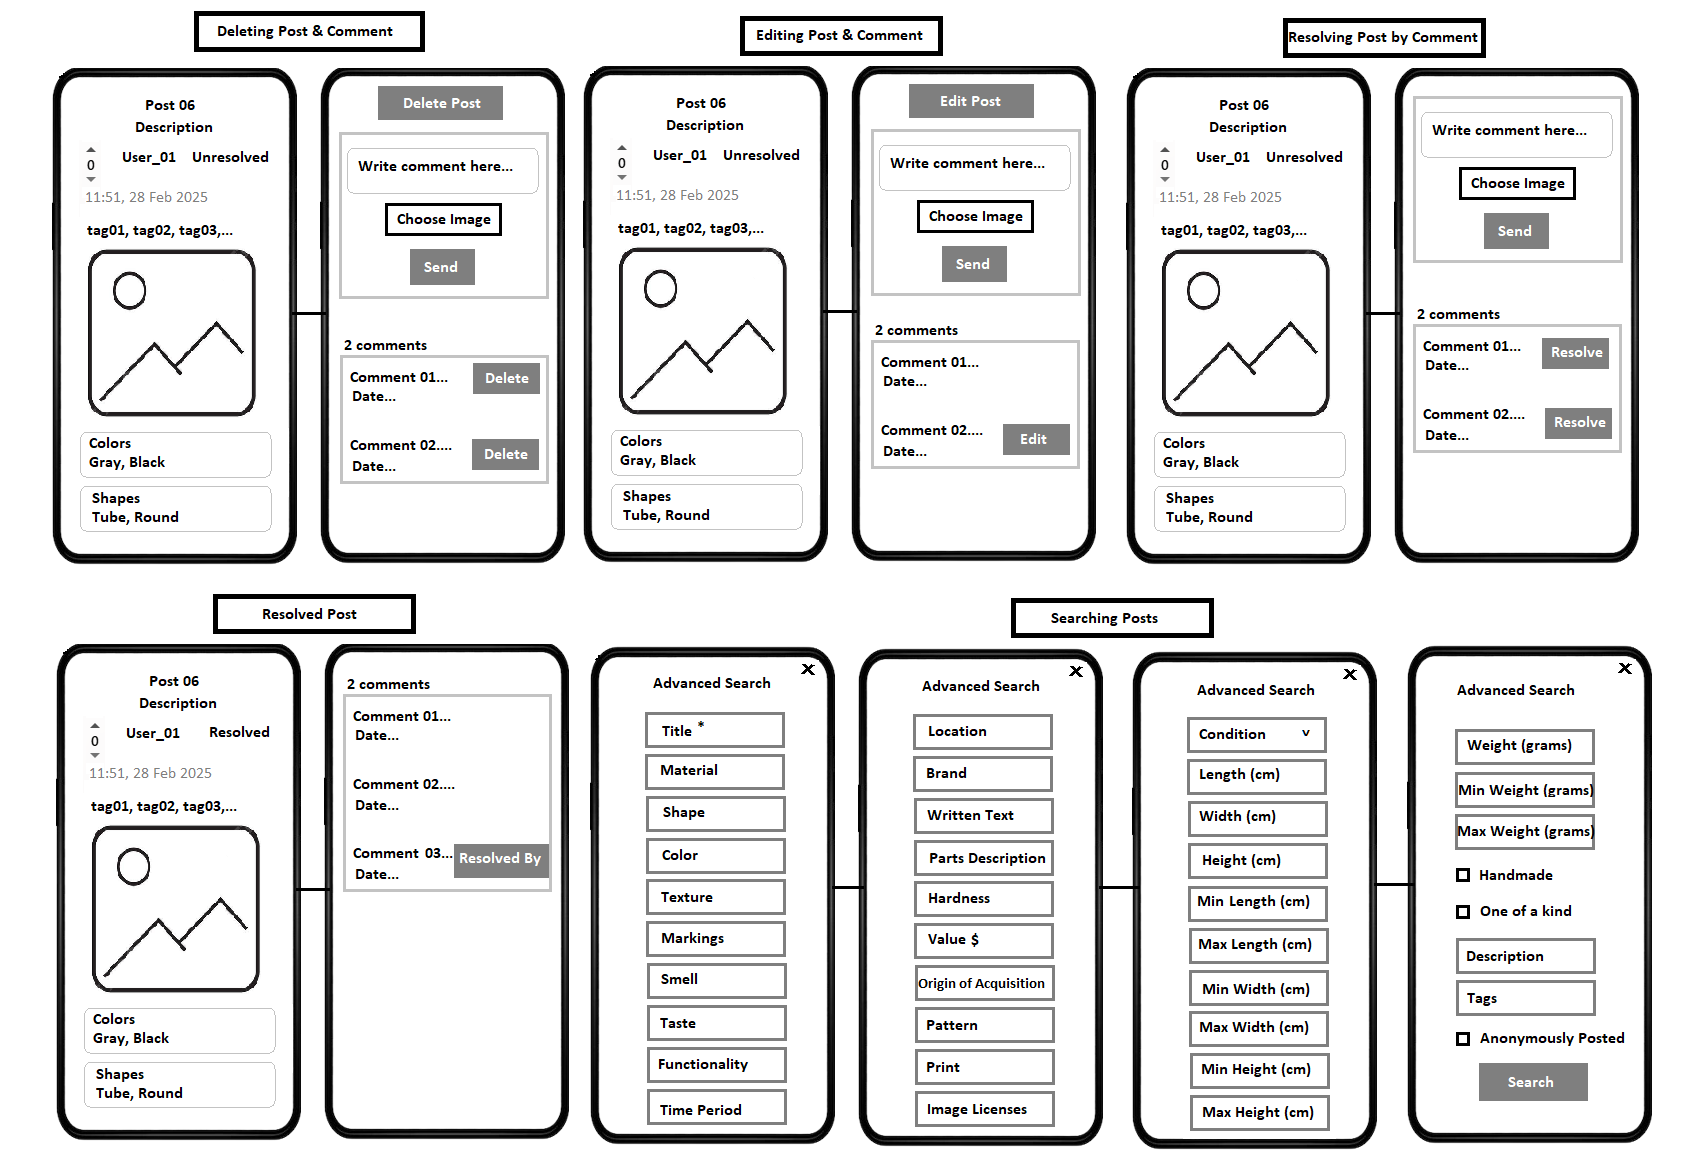 Deleting Post & Comment
Post 06
Description
0
User_01 Unresolved
11:51, 28 Feb 2025
tag01, tag02, tag03,...
Colors
Gray, Black
Shapes
Tube, Round
Delete Post
Write comment here...
Choose Image
Send
2 comments
Comment 01...
Date...
Delete
Comment 02....
Date...
Delete
Editing Post & Comment
Post 06
Description
0
User_01 Unresolved
11:51, 28 Feb 2025
tag01, tag02, tag03,...
Colors
Gray, Black
Shapes
Tube, Round
Edit Post
Write comment here...
Choose Image
Send
2 comments
Comment 01...
Date...
Comment 02....
Date...
Edit
Resolving Post by Comment
Post 06
Description
0
User_01 Unresolved
11:51, 28 Feb 2025
tag01, tag02, tag03,...
Colors
Gray, Black
Shapes
Tube, Round
Write comment here...
Choose Image
Send
2 comments
Comment 01...
Date...
Resolve
Comment 02....
Date...
Resolve
Resolved Post
Post 06
Description
0
User_01 Resolved
11:51, 28 Feb 2025
tag01, tag02, tag03,...
Colors
Gray, Black
Shapes
Tube, Round
2 comments
Comment 01...
Date...
Comment 02....
Date...
Comment 03...
Date...
Resolved By
Searching Posts
X
Advanced Search
Title *
Material
Shape
Color
Texture
Markings
Smell
Taste
Functionality
Time Period
X
Advanced Search
Location
Brand
Written Text
Parts Description
Hardness
Value $
Origin of Acquisition
Pattern
Print
Image Licenses
X
Advanced Search
Condition v
Length (cm)
Width (cm)
Height (cm)
Min Length (cm)
Max Length (cm)
Min Width (cm)
Max Width (cm)
Min Height (cm)
Max Height (cm)
X
Advanced Search
Weight (grams)
Min Weight (grams)
Max Weight (grams)
Handmade
One of a kind
Description
Tags
Anonymously Posted
Search